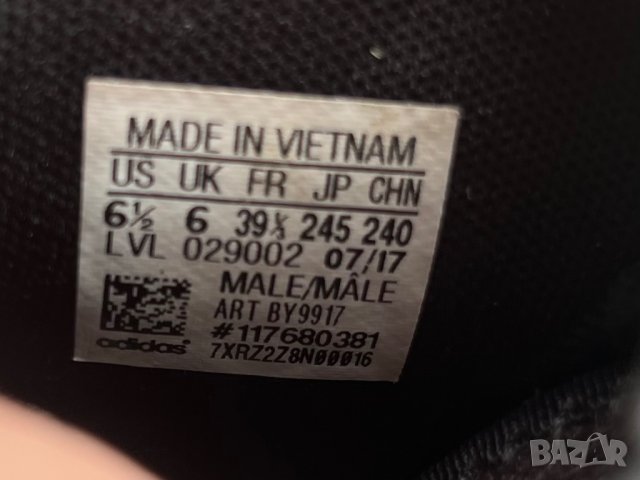 MADE IN VIETNAM
US UK FR JP CHN
6½ 6 39⅓ 245 240
LVL 029002 07/17
MALE/MÂLE
ART BY9917
#117680381
adidas 7XRZ2Z8N00016
BAZAR